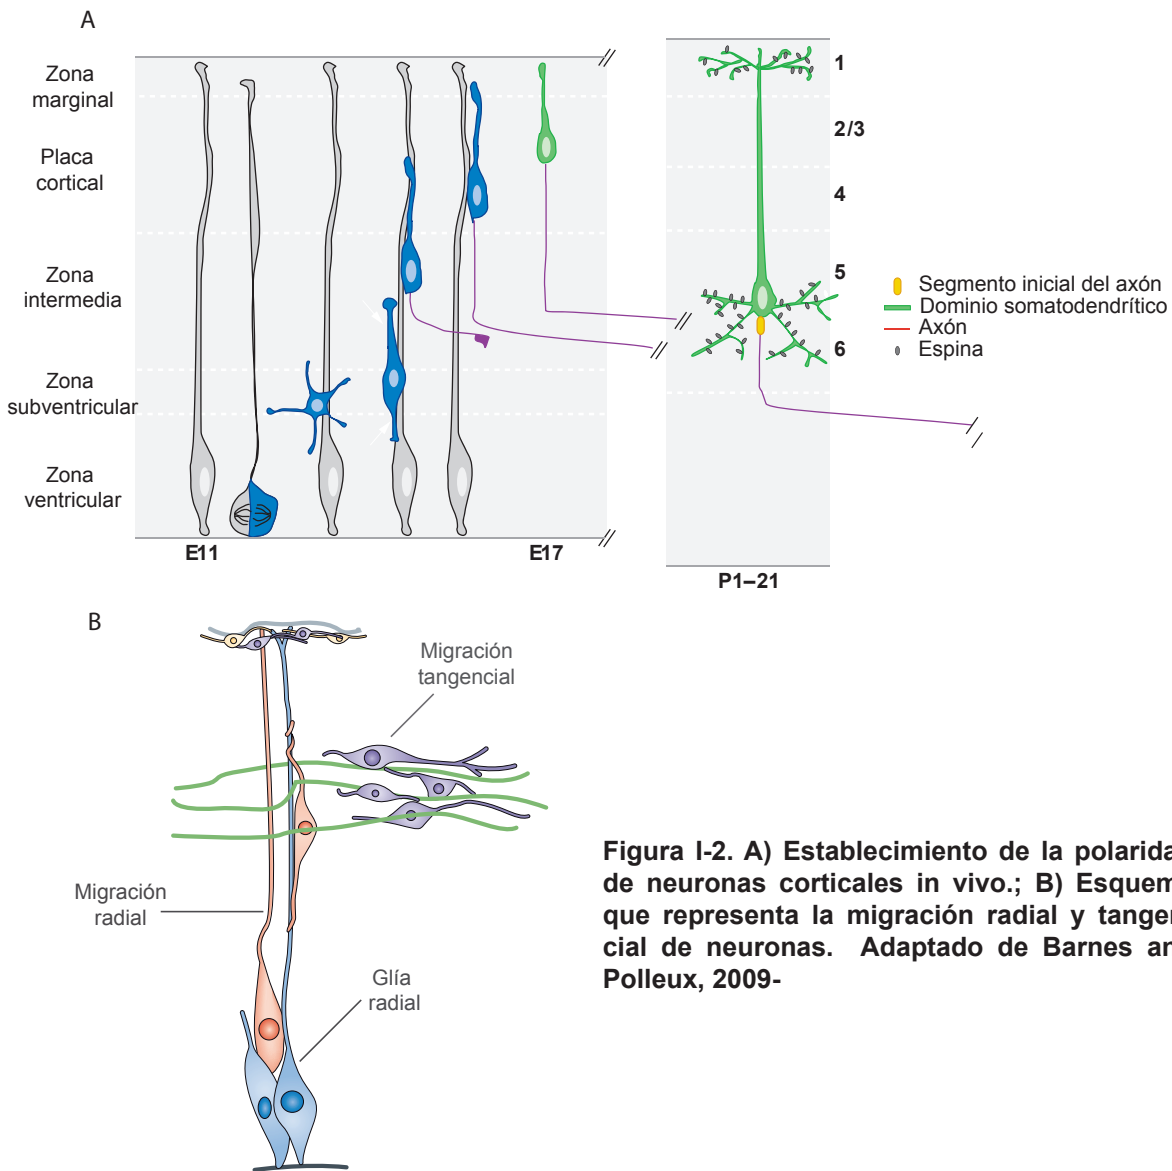 A
Zona
marginal
Placa
cortical
Zona
intermedia
Zona
subventricular
Zona
ventricular
E11
E17
1
2/3
4
5
6
P1–21
Segmento inicial del axón
Dominio somatodendrítico
Axón
Espina
B
Migración
tangencial
Migración
radial
Glía
radial
Figura I-2. A) Establecimiento de la polarida
de neuronas corticales in vivo.; B) Esquem
que representa la migración radial y tange
cial de neuronas. Adaptado de Barnes an
Polleux, 2009-